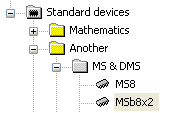 Standard devices
Mathematics
Another
MS & DMS
MS8
MSb8x2